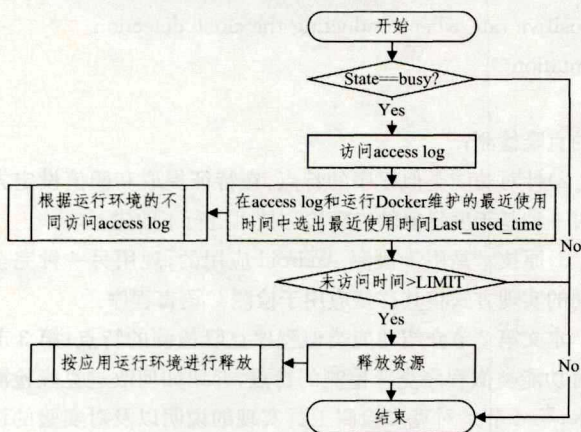 开始
State==busy?
Yes
访问access log
根据运行环境的不
同访问access log
在access log和运行Docker维护的最近使用
时间中选出最近使用时间Last_used_time
No
未访问时间>LIMIT
Yes
No
按应用运行环境进行释放
释放资源
结束